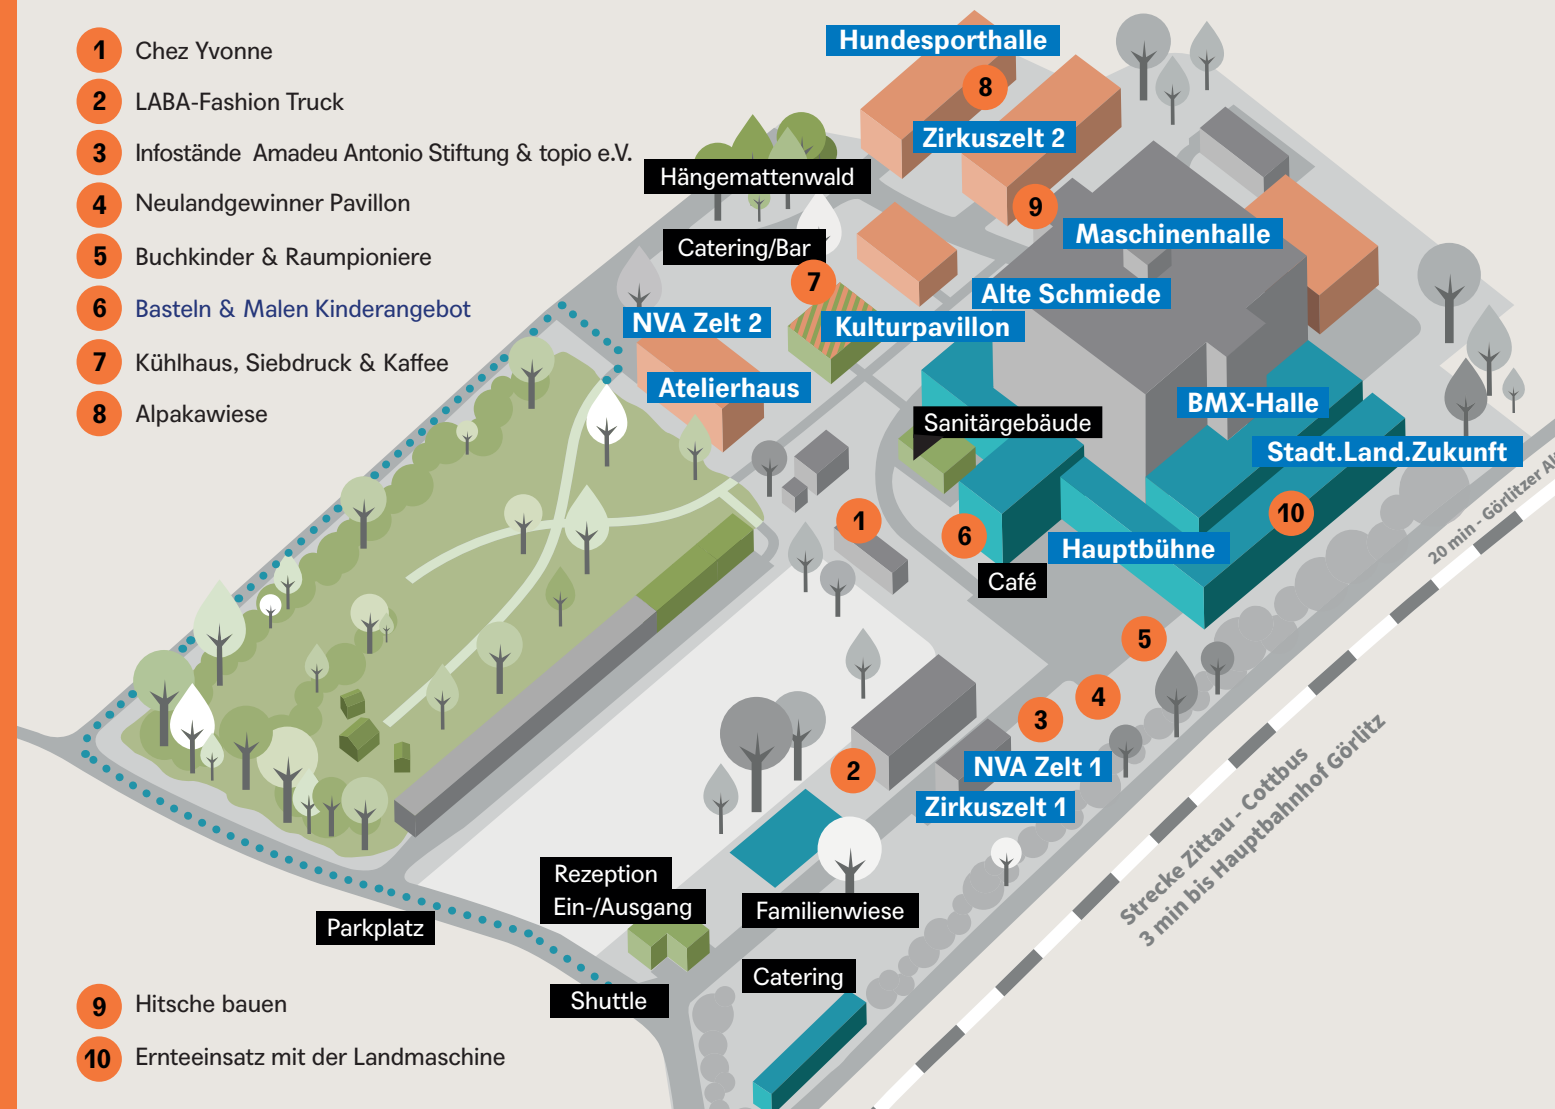 1 Chez Yvonne
2 LABA-Fashion Truck
3 Infostände Amadeu Antonio Stiftung & topio e.V.
4 Neulandgewinner Pavillon
5 Buchkinder & Raumpioniere
6 Basteln & Malen Kinderangebot
7 Kühlhaus, Siebdruck & Kaffee
8 Alpakawiese
9 Hitsche bauen
10 Ernteeinsatz mit der Landmaschine
Hundesporthalle
8
Zirkuszelt 2
Hängemattenwald
9
Maschinenhalle
Catering/Bar
7
Alte Schmiede
NVA Zelt 2
Kulturpavillon
Atelierhaus
BMX-Halle
Sanitärgebäude
Stadt.Land.Zukunft
10
1
6
Hauptbühne
Café
5
4
3
2
NVA Zelt 1
Zirkuszelt 1
Rezeption
Ein-/Ausgang
Familienwiese
Parkplatz
Catering
Shuttle
20 min - Görlitzer
Strecke Zittau - Cottbus
3 min bis Hauptbahnhof Görlitz